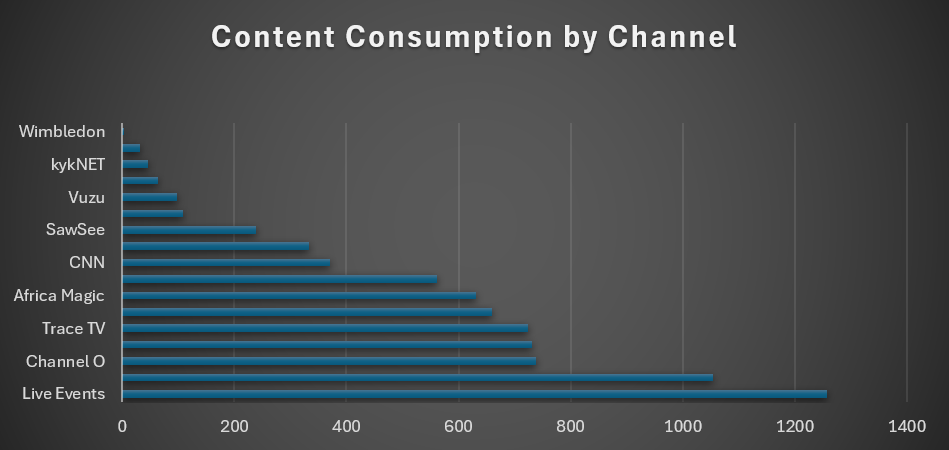 Content Consumption by Channel
Wimbledon
kykNET
Vuzu
SawSee
CNN
Africa Magic
Trace TV
Channel O
Live Events
0 200 400 600 800 1000 1200 1400